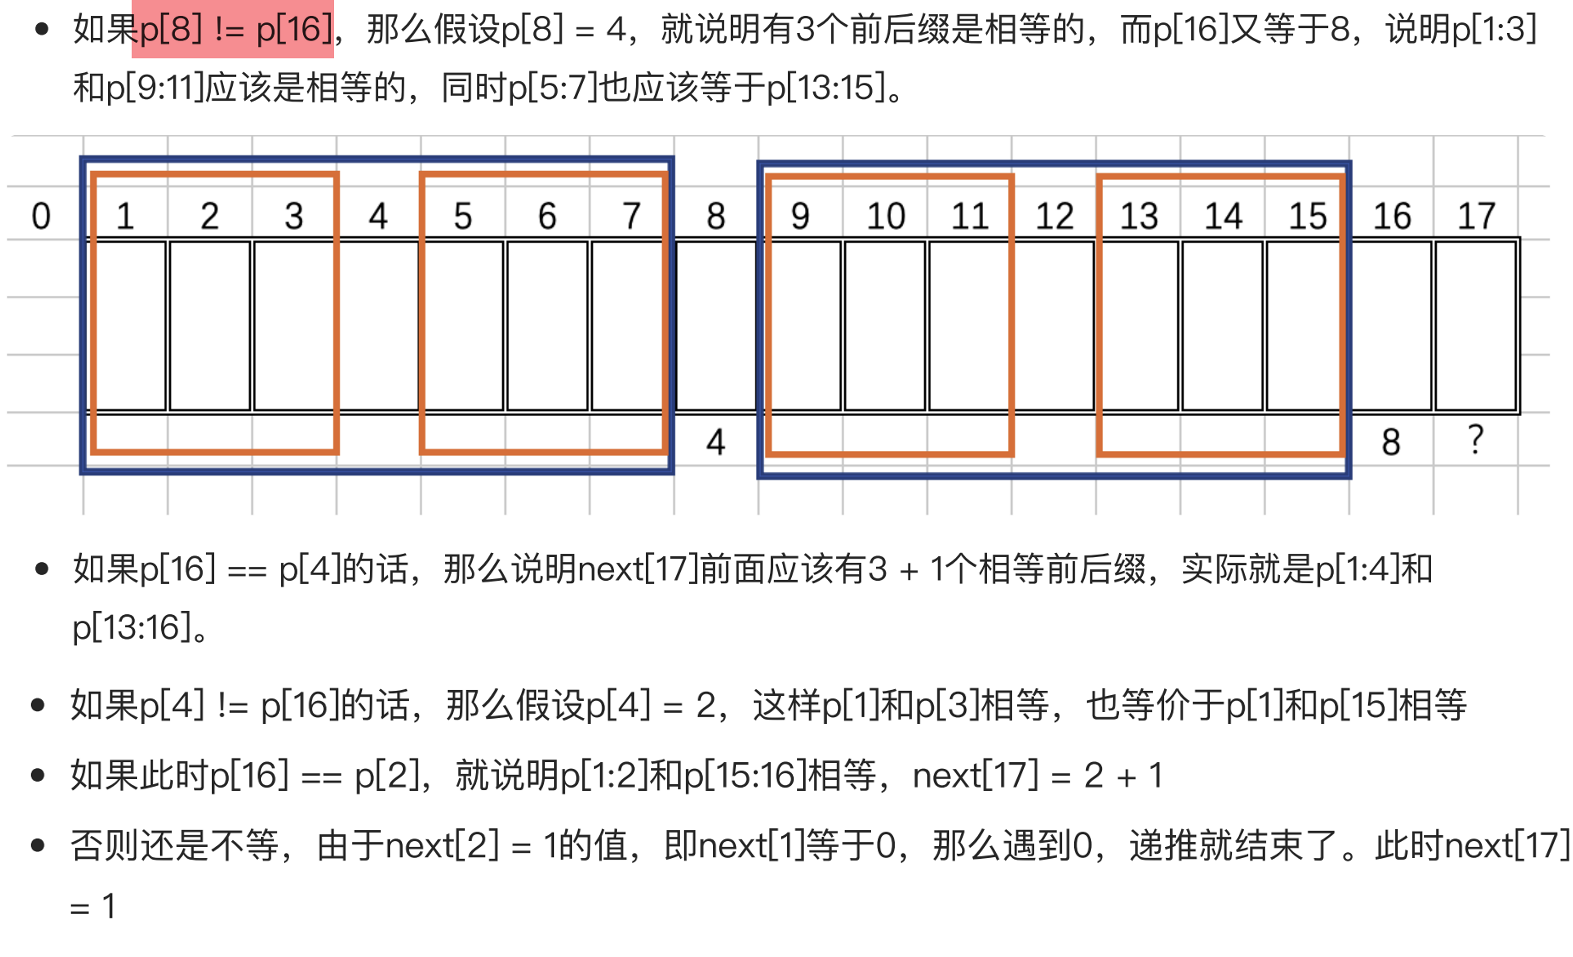 如果p[8] != p[16]，那么假设p[8] = 4，就说明有3个前后缀是相等的，而p[16]又等于8，说明p[1:3]
和p[9:11]应该是相等的，同时p[5:7]也应该等于p[13:15]。
0 1 2 3 4 5 6 7 8 9 10 11 12 13 14 15 16 17
4 8 ?
如果p[16] == p[4]的话，那么说明next[17]前面应该有3 + 1个相等前后缀，实际就是p[1:4]和
p[13:16]。
如果p[4] != p[16]的话，那么假设p[4] = 2，这样p[1]和p[3]相等，也等价于p[1]和p[15]相等
如果此时p[16] == p[2]，就说明p[1:2]和p[15:16]相等，next[17] = 2 + 1
否则还是不等，由于next[2] = 1的值，即next[1]等于0，那么遇到0，递推就结束了。此时next[17]
= 1